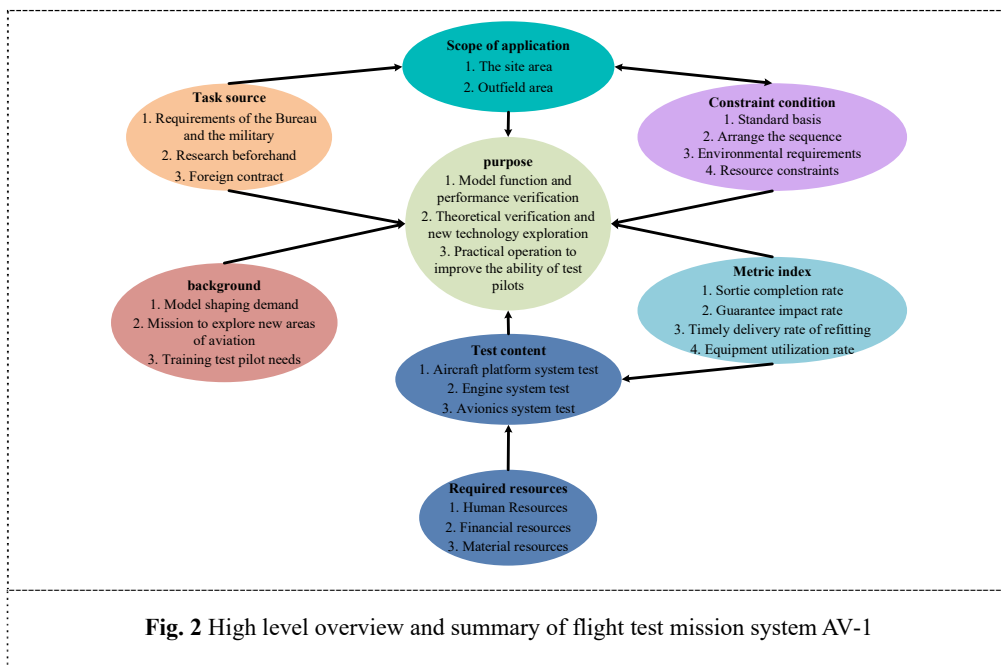 Scope of application
1. The site area
2. Outfield area
Task source
1. Requirements of the Bureau
and the military
2. Research beforehand
3. Foreign contract
Constraint condition
1. Standard basis
2. Arrange the sequence
3. Environmental requirements
4. Resource constraints
purpose
1. Model function and
performance verification
2. Theoretical verification and
new technology exploration
3. Practical operation to
improve the ability of test
pilots
background
1. Model shaping demand
2. Mission to explore new areas
of aviation
3. Training test pilot needs
Metric index
1. Sortie completion rate
2. Guarantee impact rate
3. Timely delivery rate of refitting
4. Equipment utilization rate
Test content
1. Aircraft platform system test
2. Engine system test
3. Avionics system test
Required resources
1. Human Resources
2. Financial resources
3. Material resources
Fig. 2 High level overview and summary of flight test mission system AV-1